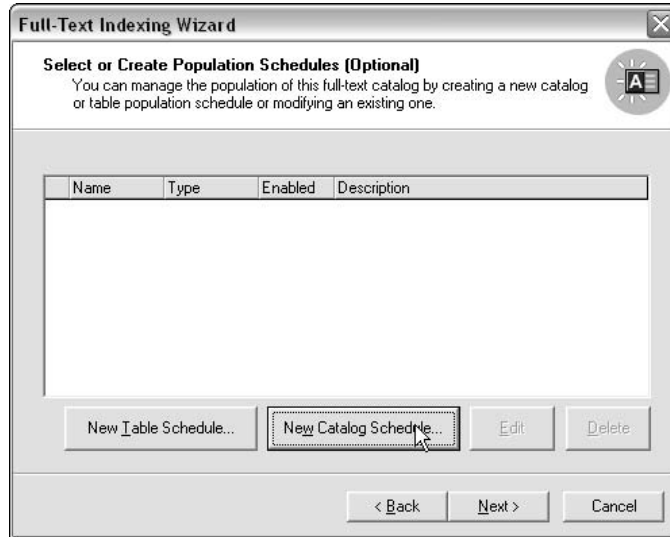 Full-Text Indexing Wizard
Select or Create Population Schedules (Optional)
You can manage the population of this full-text catalog by creating a new catalog
or table population schedule or modifying an existing one.
A
Name Type Enabled Description
New Table Schedule... New Catalog Schedule... Edit Delete
< Back Next > Cancel